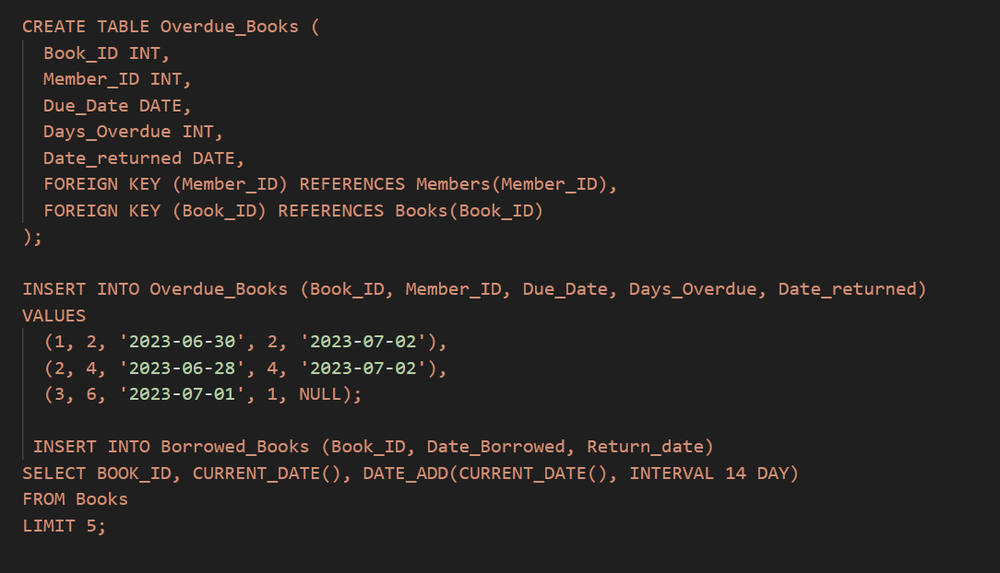 CREATE TABLE Overdue_Books (
Book_ID INT,
Member_ID INT,
Due_Date DATE,
Days_Overdue INT,
Date_returned DATE,
FOREIGN KEY (Member_ID) REFERENCES Members(Member_ID),
FOREIGN KEY (Book_ID) REFERENCES Books(Book_ID)
);
INSERT INTO Overdue_Books (Book_ID, Member_ID, Due_Date, Days_Overdue, Date_returned)
VALUES
(1, 2, '2023-06-30', 2, '2023-07-02'),
(2, 4, '2023-06-28', 4, '2023-07-02'),
(3, 6, '2023-07-01', 1, NULL);
INSERT INTO Borrowed_Books (Book_ID, Date_Borrowed, Return_date)
SELECT BOOK_ID, CURRENT_DATE(), DATE_ADD(CURRENT_DATE(), INTERVAL 14 DAY)
FROM Books
LIMIT 5;